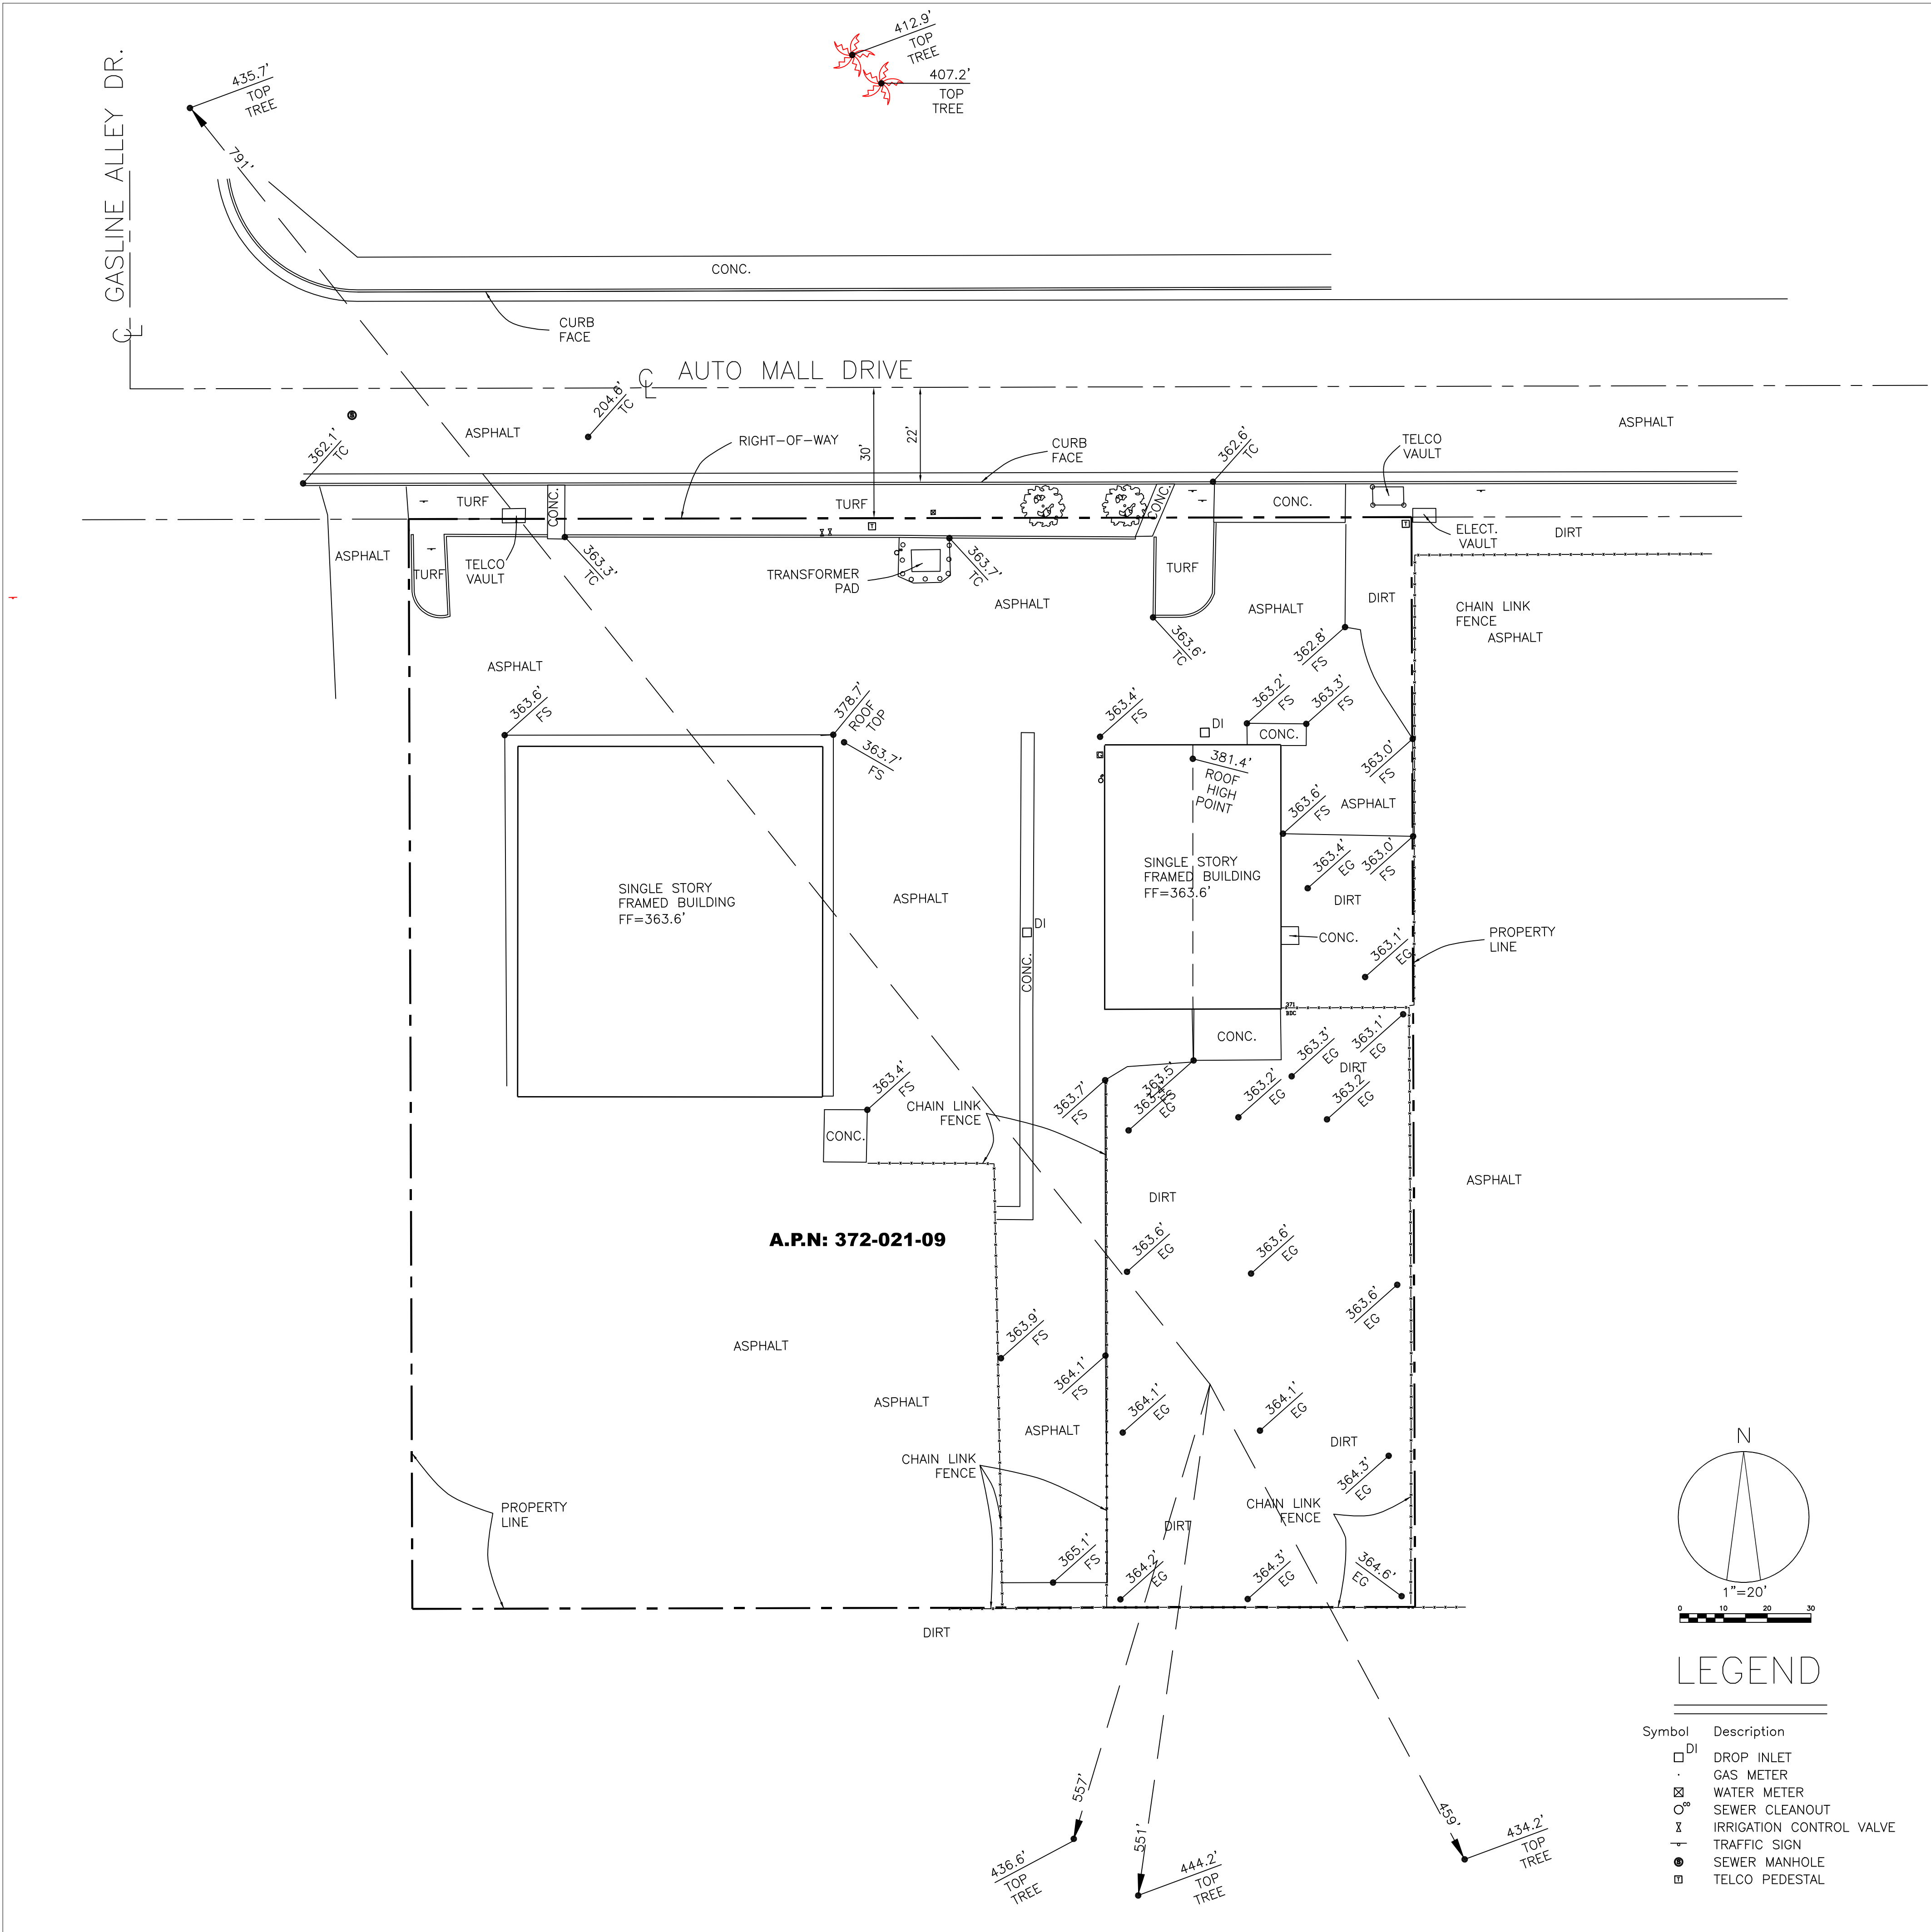 GASLINE ALLEY DR.
435.7'
TOP
TREE
791'
412.9'
TOP
TREE
407.2'
TOP
TREE
CONC.
CURB
FACE
CL
CL AUTO MALL DRIVE
204.6'
TC
ASPHALT
362.1'
TC
RIGHT-OF-WAY
30'
22'
CURB
FACE
362.6'
TC
TELCO
VAULT
ASPHALT
TURF
CONC.
TURF
CONC.
CONC.
ELECT.
VAULT
DIRT
ASPHALT
TURF
TELCO
VAULT
363.3'
TC
TRANSFORMER
PAD
363.7'
TC
ASPHALT
TURF
363.6'
TC
ASPHALT
DIRT
CHAIN LINK
FENCE
ASPHALT
362.8'
FS
ASPHALT
363.6'
FS
378.7'
ROOF
TOP
363.7'
FS
363.4'
FS
DI
363.2'
FS
363.3'
FS
CONC.
363.0'
FS
381.4'
ROOF
HIGH
POINT
363.6'
FS
ASPHALT
363.4'
EG
363.0'
FS
SINGLE STORY
FRAMED BUILDING
FF=363.6'
ASPHALT
SINGLE STORY
FRAMED BUILDING
FF=363.6'
DIRT
DI
CONC.
CONC.
363.1'
EG
PROPERTY
LINE
371
BDC
CONC.
363.3'
EG
363.1'
EG
DIRT
363.4'
FS
CHAIN LINK
FENCE
363.7'
FS
363.5'
FS
363.4'
EG
363.2'
EG
363.2'
EG
CONC.
ASPHALT
DIRT
A.P.N: 372-021-09
363.6'
EG
363.6'
EG
363.6'
EG
363.9'
FS
ASPHALT
364.1'
FS
ASPHALT
364.1'
EG
364.1'
EG
ASPHALT
DIRT
CHAIN LINK
FENCE
364.3'
EG
PROPERTY
LINE
CHAIN LINK
FENCE
DIRT
365.1'
FS
364.2'
EG
364.3'
EG
364.6'
EG
DIRT
N
1"=20'
0 10 20 30
557'
551'
459'
436.6'
TOP
TREE
444.2'
TOP
TREE
434.2'
TOP
TREE
LEGEND
Symbol Description
DI DROP INLET
GAS METER
WATER METER
CO SEWER CLEANOUT
IRRIGATION CONTROL VALVE
TRAFFIC SIGN
S SEWER MANHOLE
T TELCO PEDESTAL